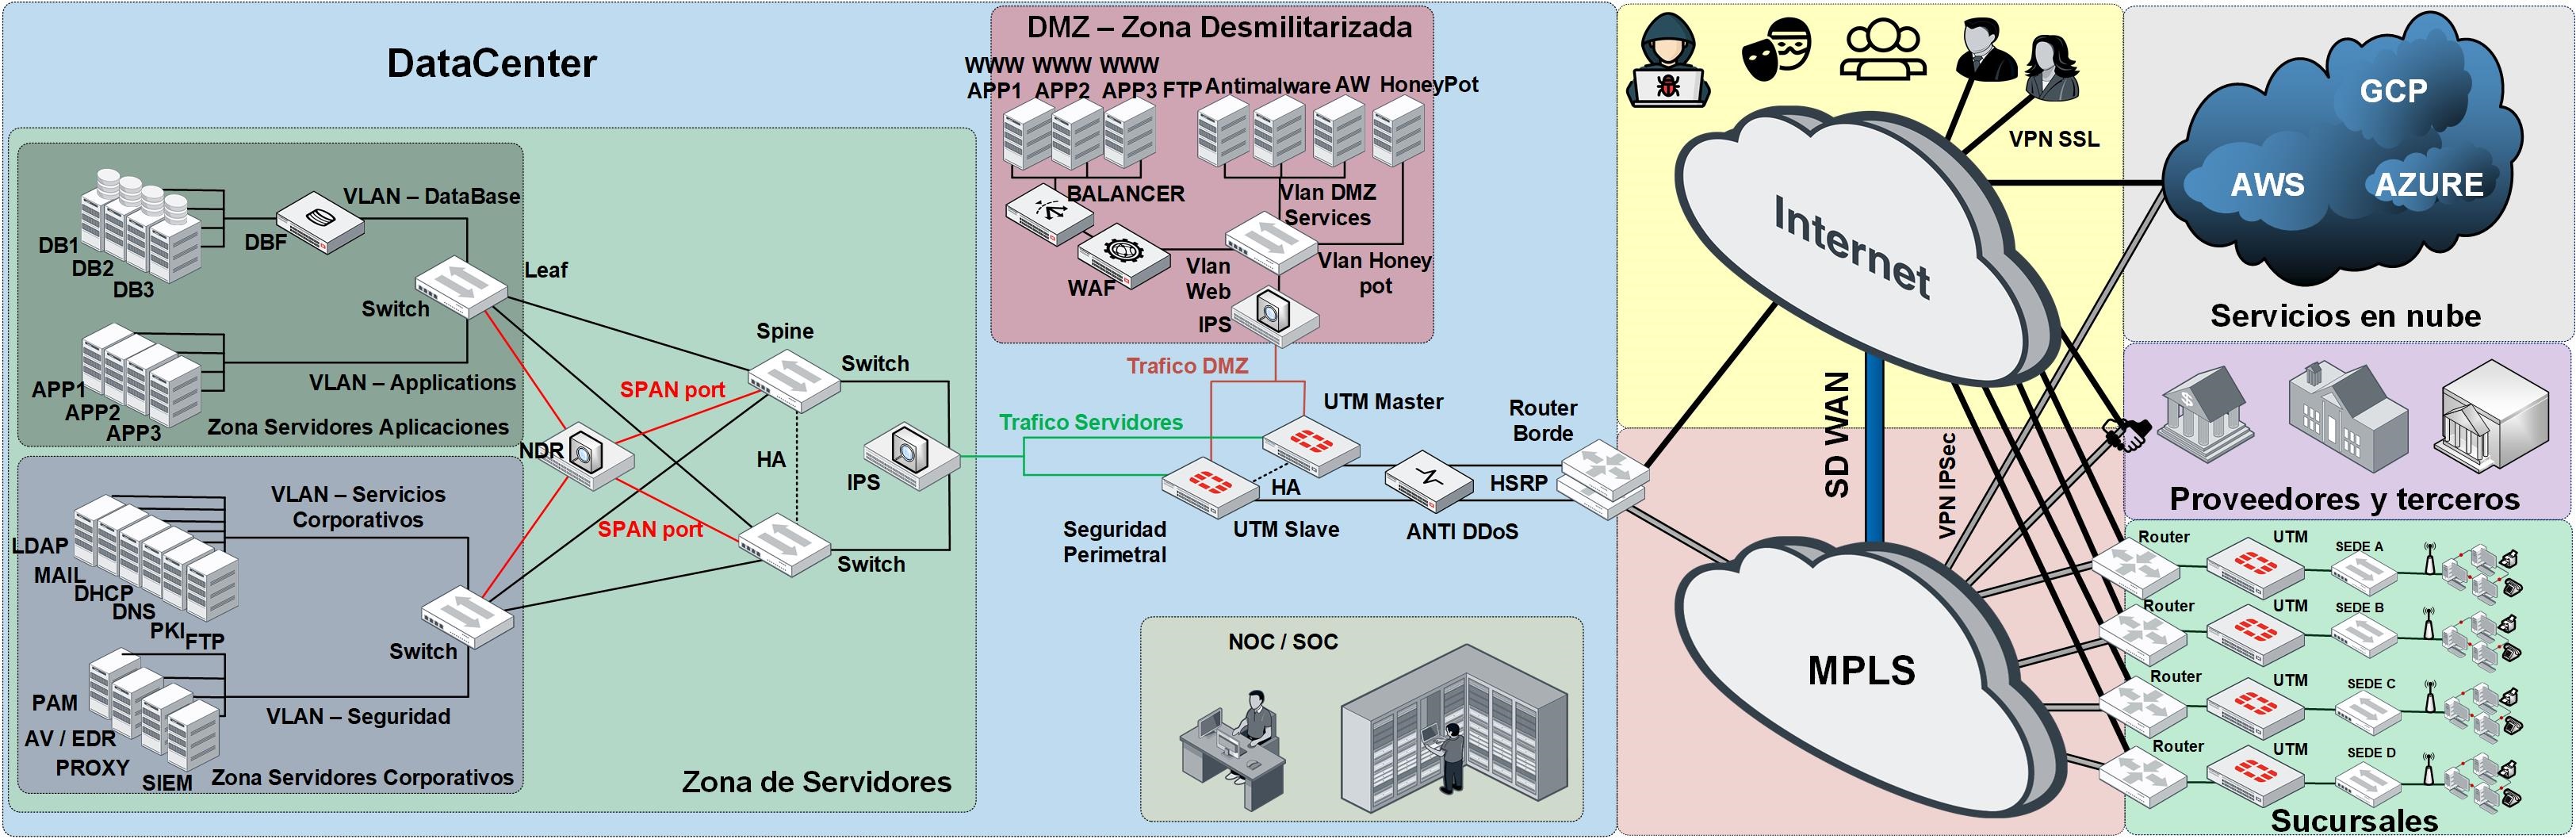 DataCenter
DB1
DB2
DB3
DBF
VLAN – DataBase
Leaf
Switch
APP1
APP2
APP3
VLAN – Applications
Zona Servidores Aplicaciones
LDAP
MAIL
DHCP
DNS
PKI
FTP
VLAN – Servicios
Corporativos
Switch
PAM
AV / EDR
PROXY
SIEM
VLAN – Seguridad
Zona Servidores Corporativos
NDR
SPAN port
SPAN port
Spine
Switch
HA
IPS
Switch
Zona de Servidores
DMZ – Zona Desmilitarizada
WWW
APP1
WWW
APP2
WWW
APP3
FTP
Antimalware
AW
HoneyPot
BALANCER
WAF
Vlan DMZ
Services
Vlan
Web
Vlan Honey
pot
IPS
Trafico DMZ
Trafico Servidores
UTM Master
HA
UTM Slave
Seguridad
Perimetral
ANTI DDoS
HSRP
Router
Borde
NOC / SOC
Internet
VPN SSL
SD WAN
VPN IPSec
MPLS
GCP
AWS
AZURE
Servicios en nube
$
Proveedores y terceros
Router
UTM
SEDE A
Router
UTM
SEDE B
Router
UTM
SEDE C
Router
UTM
SEDE D
Sucursales